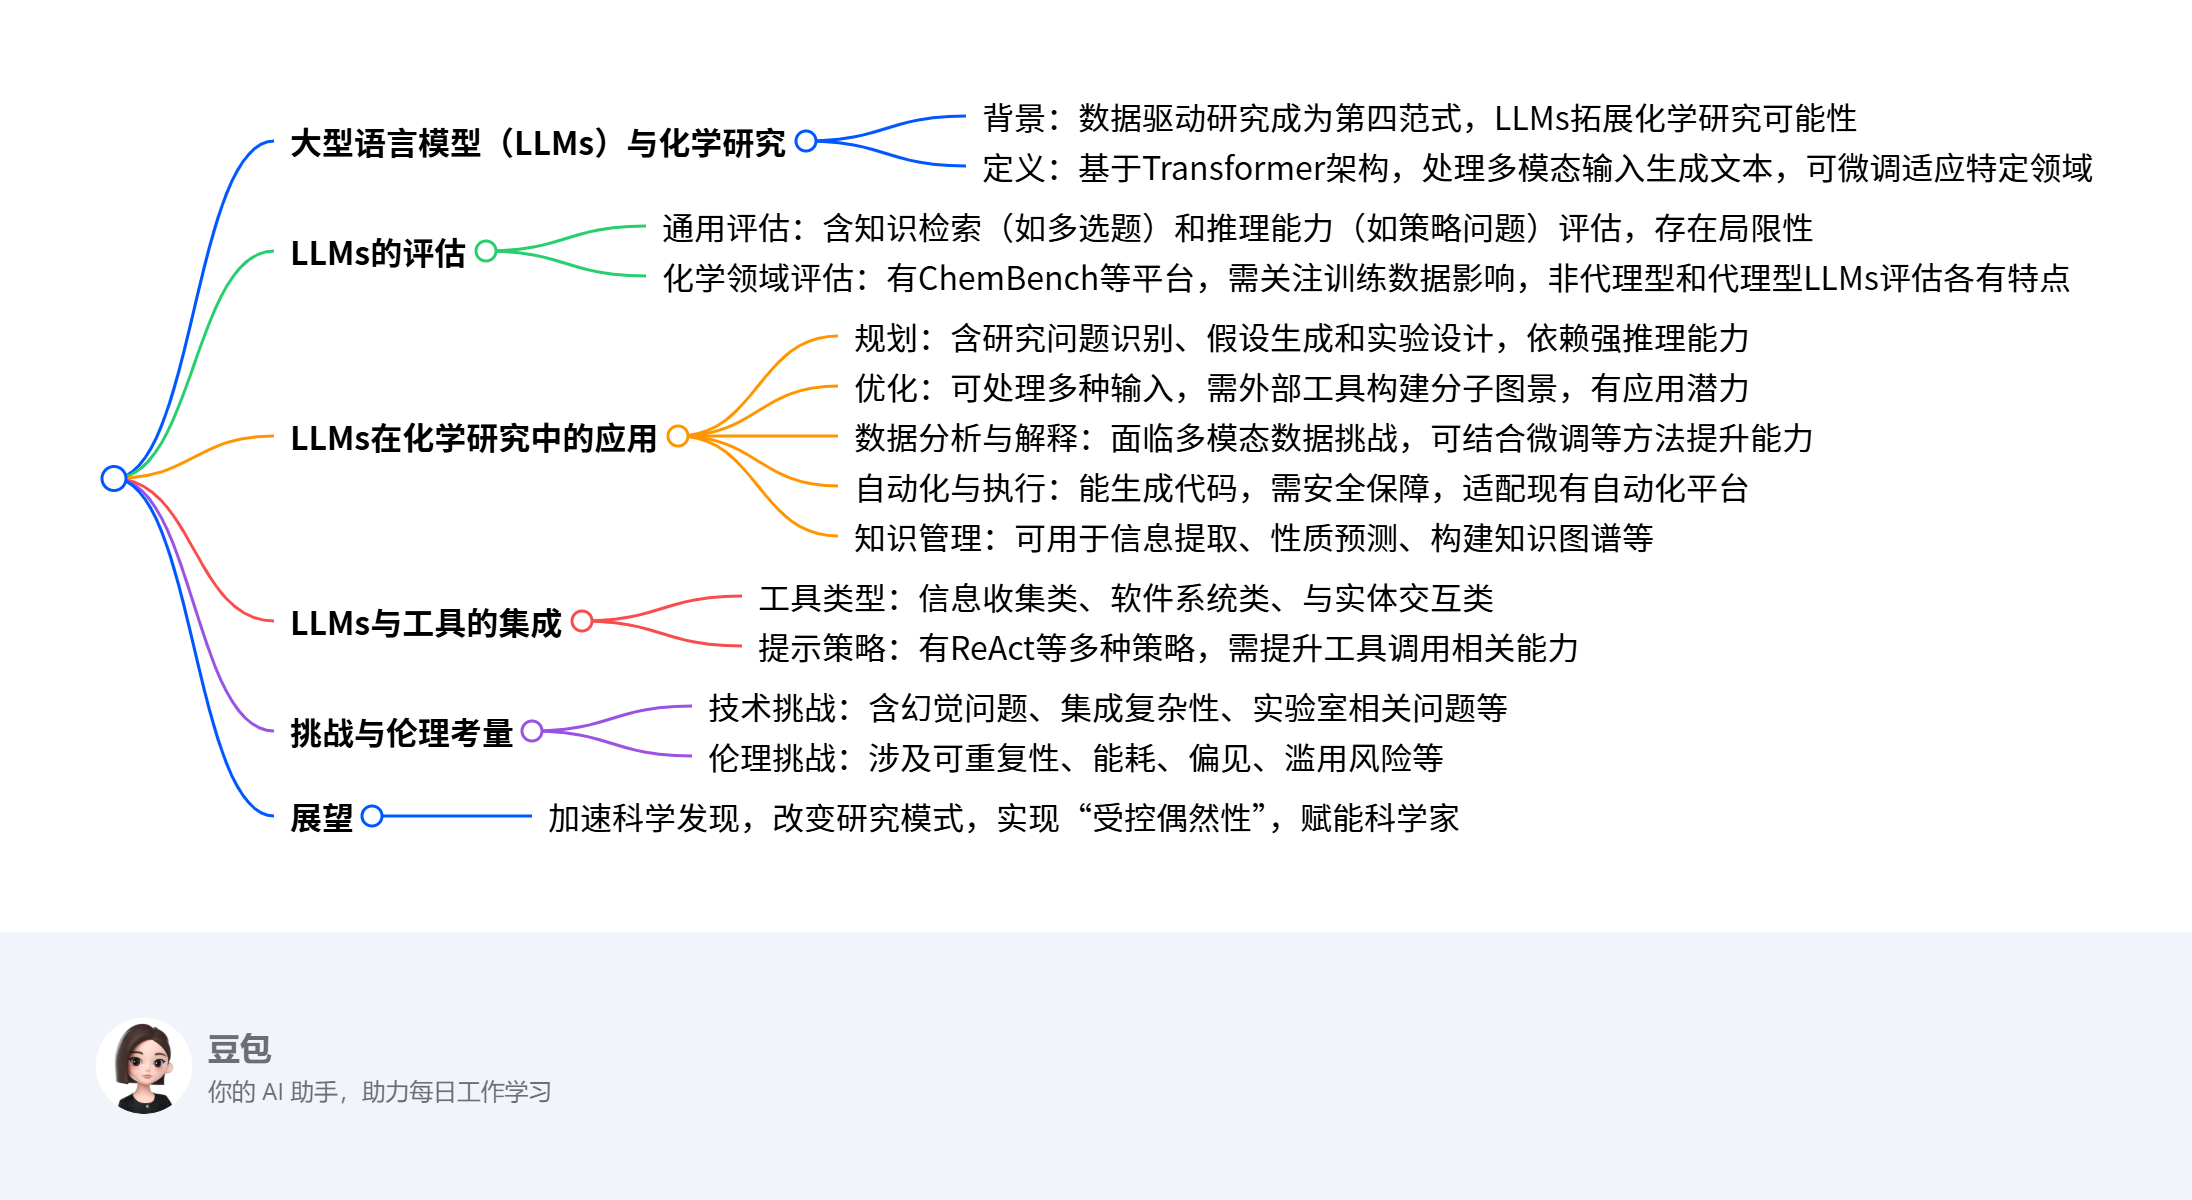 大型语言模型（LLMs）与化学研究
背景：数据驱动研究成为第四范式，LLMs拓展化学研究可能性
定义：基于Transformer架构，处理多模态输入生成文本，可微调适应特定领域
LLMs的评估
通用评估：含知识检索（如多选题）和推理能力（如策略问题）评估，存在局限性
化学领域评估：有ChemBench等平台，需关注训练数据影响，非代理型和代理型LLMs评估各有特点
LLMs在化学研究中的应用
规划：含研究问题识别、假设生成和实验设计，依赖强推理能力
优化：可处理多种输入，需外部工具构建分子图景，有应用潜力
数据分析与解释：面临多模态数据挑战，可结合微调等方法提升能力
自动化与执行：能生成代码，需安全保障，适配现有自动化平台
知识管理：可用于信息提取、性质预测、构建知识图谱等
LLMs与工具的集成
工具类型：信息收集类、软件系统类、与实体交互类
提示策略：有ReAct等多种策略，需提升工具调用相关能力
挑战与伦理考量
技术挑战：含幻觉问题、集成复杂性、实验室相关问题等
伦理挑战：涉及可重复性、能耗、偏见、滥用风险等
展望
加速科学发现，改变研究模式，实现“受控偶然性”，赋能科学家
豆包
你的 AI 助手，助力每日工作学习